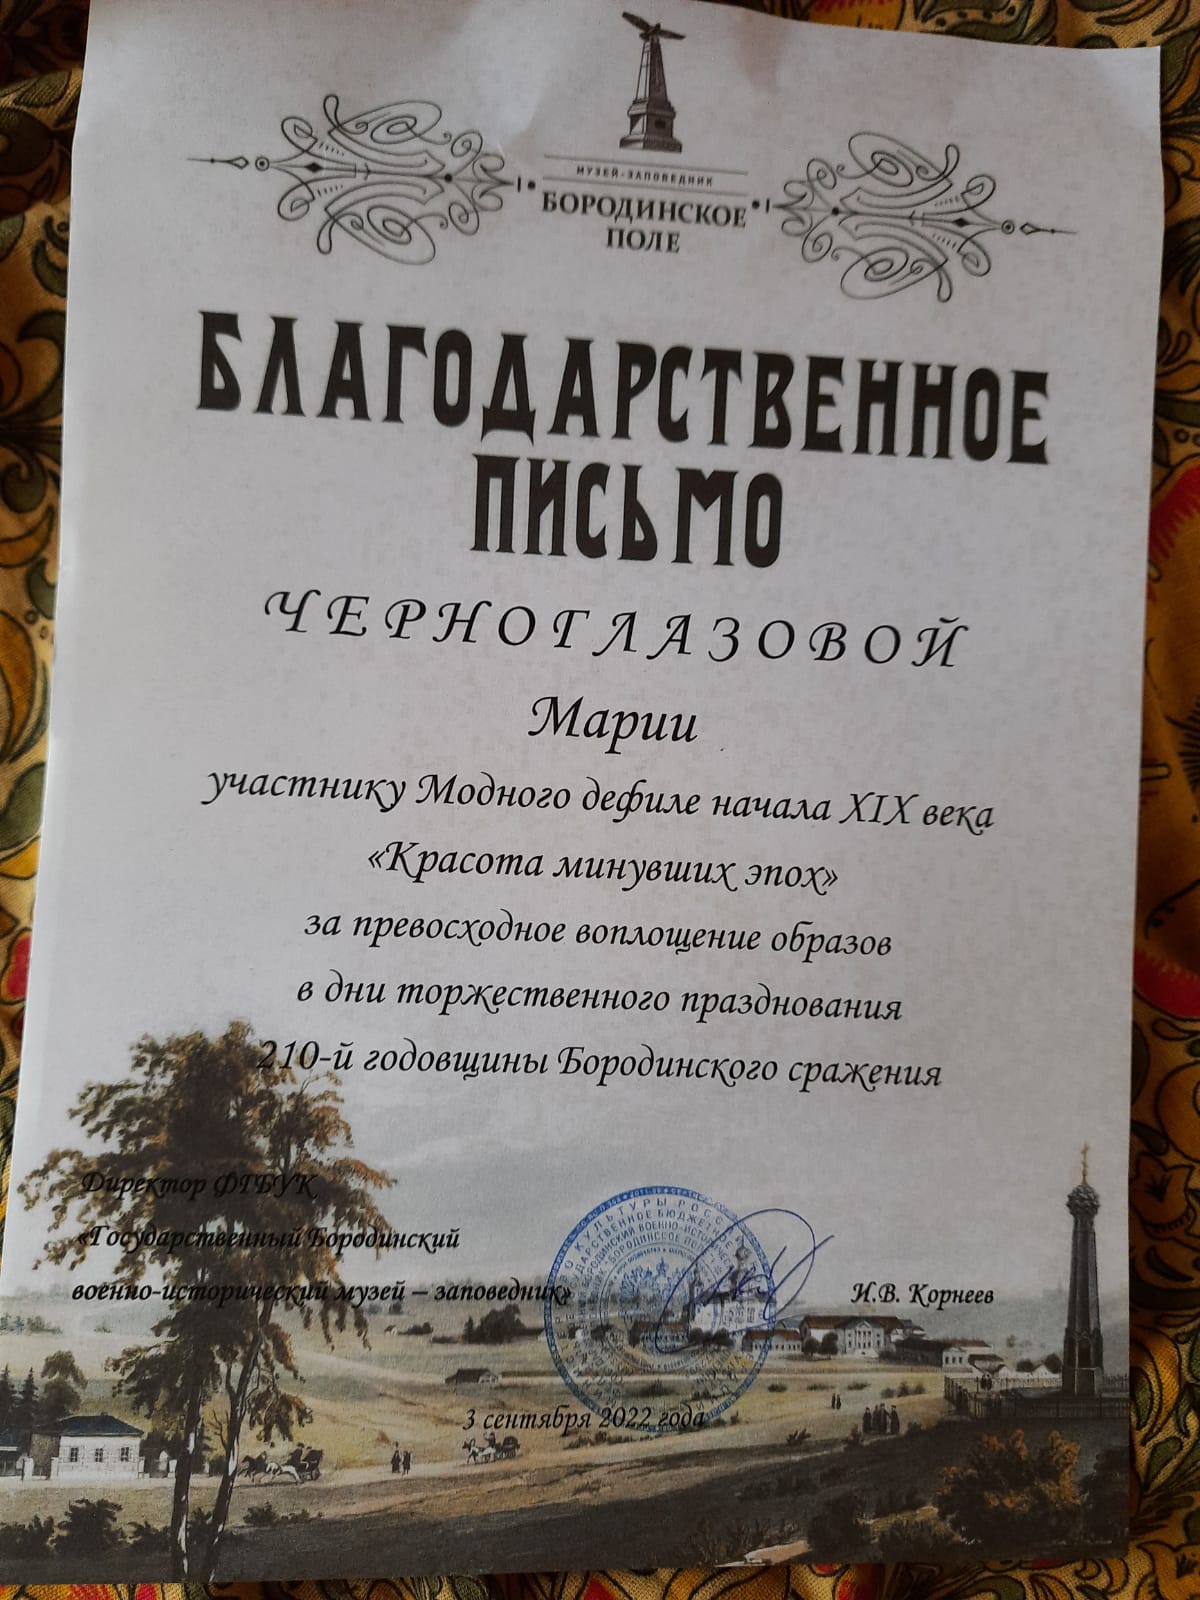 МУЗЕЙ-ЗАПОВЕДНИК
БОРОДИНСКОЕ
ПОЛЕ
БЛАГОДАРСТВЕННОЕ
ПИСЬМО
ЧЕРНОГЛАЗОВОЙ
Марии
участнику Модного дефиле начала XIX века
«Красота минувших эпох»
за превосходное воплощение образов
в дни торжественного празднования
210-й годовщины Бородинского сражения
Директор ФГБУК
«Государственный Бородинский
военно-исторический музей – заповедник»
И.В. Корнеев
3 сентября 2022 года